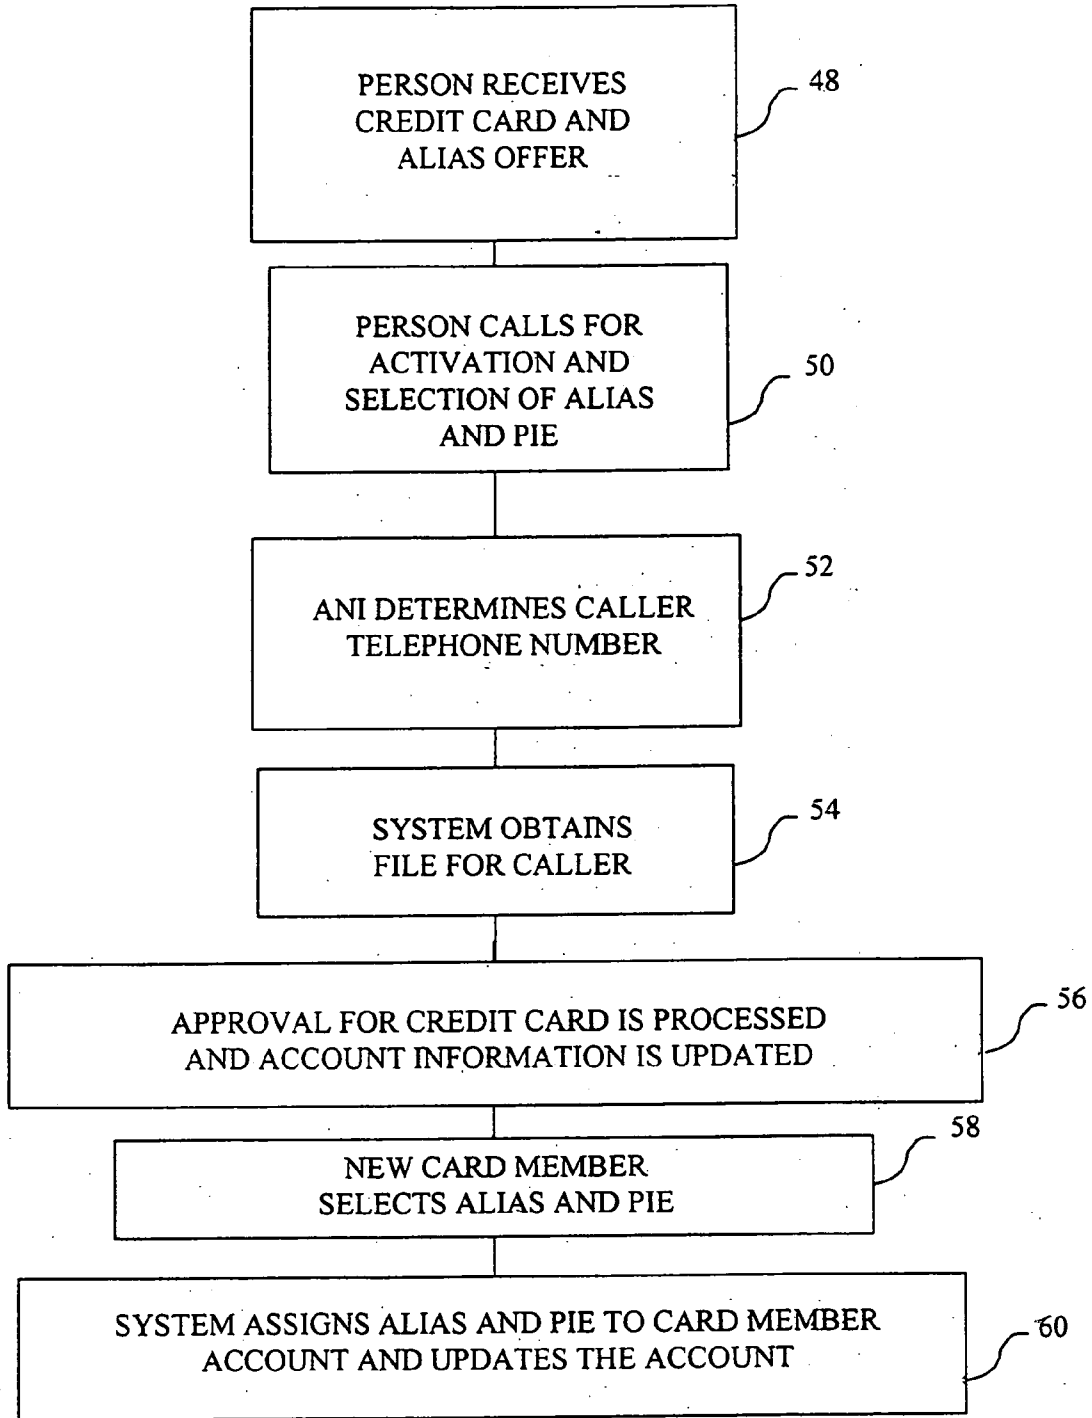 PERSON RECEIVES
CREDIT CARD AND
ALIAS OFFER
48
PERSON CALLS FOR
ACTIVATION AND
SELECTION OF ALIAS
AND PIE
50
ANI DETERMINES CALLER
TELEPHONE NUMBER
52
SYSTEM OBTAINS
FILE FOR CALLER
54
APPROVAL FOR CREDIT CARD IS PROCESSED
AND ACCOUNT INFORMATION IS UPDATED
56
NEW CARD MEMBER
SELECTS ALIAS AND PIE
58
SYSTEM ASSIGNS ALIAS AND PIE TO CARD MEMBER
ACCOUNT AND UPDATES THE ACCOUNT
60